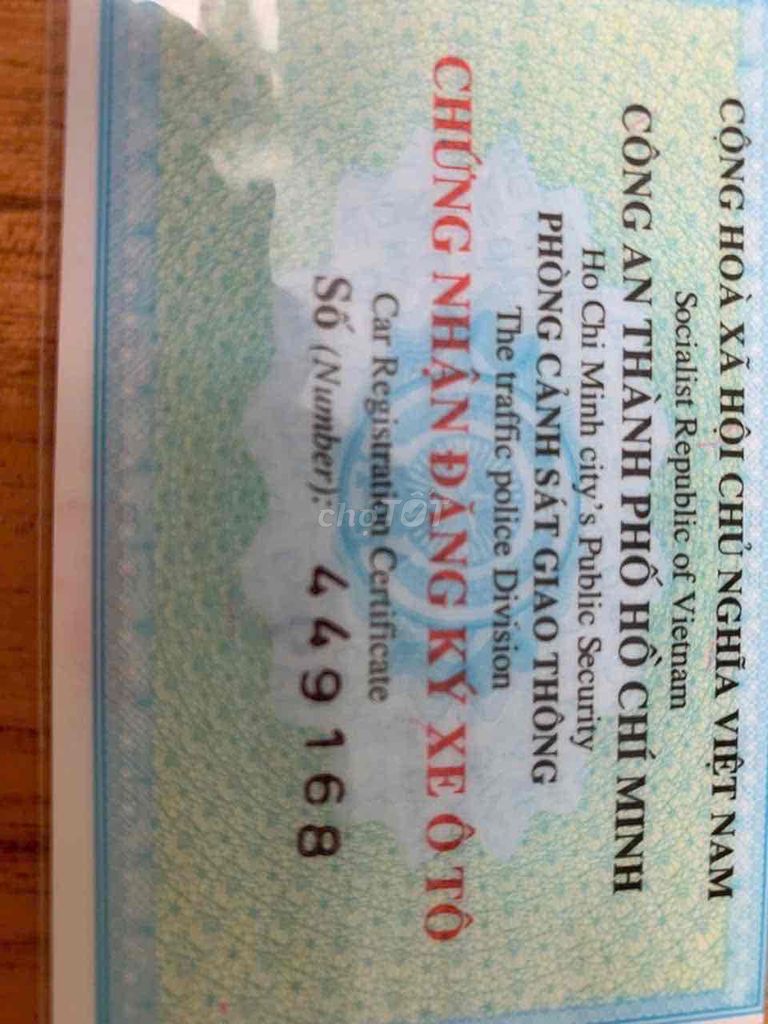 CỘNG HOÀ XÃ HỘI CHỦ NGHĨA VIỆT NAM
Socialist Republic of Vietnam
CÔNG AN THÀNH PHỐ HỒ CHÍ MINH
Ho Chi Minh city's Public Security
PHÒNG CẢNH SÁT GIAO THÔNG
The traffic police Division
CHỨNG NHẬN ĐĂNG KÝ XE Ô TÔ
Car Registration Certificate
Số (Number): 449168
chợTỐT